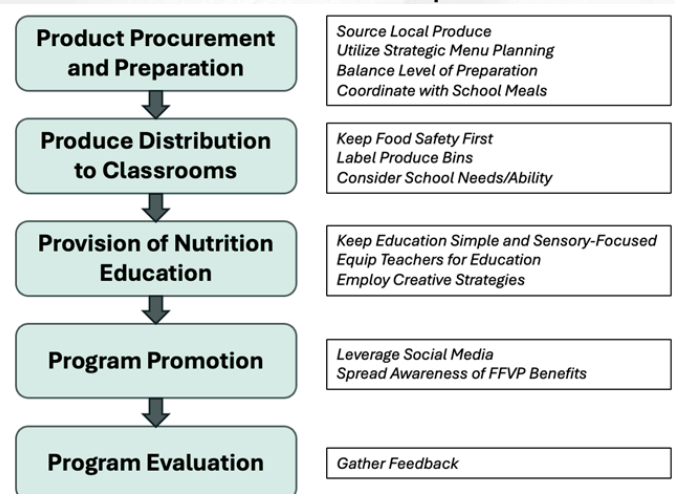 Product Procurement
and Preparation
Source Local Produce
Utilize Strategic Menu Planning
Balance Level of Preparation
Coordinate with School Meals
Produce Distribution
to Classrooms
Keep Food Safety First
Label Produce Bins
Consider School Needs/Ability
Provision of Nutrition
Education
Keep Education Simple and Sensory-Focused
Equip Teachers for Education
Employ Creative Strategies
Program Promotion
Leverage Social Media
Spread Awareness of FFVP Benefits
Program Evaluation
Gather Feedback